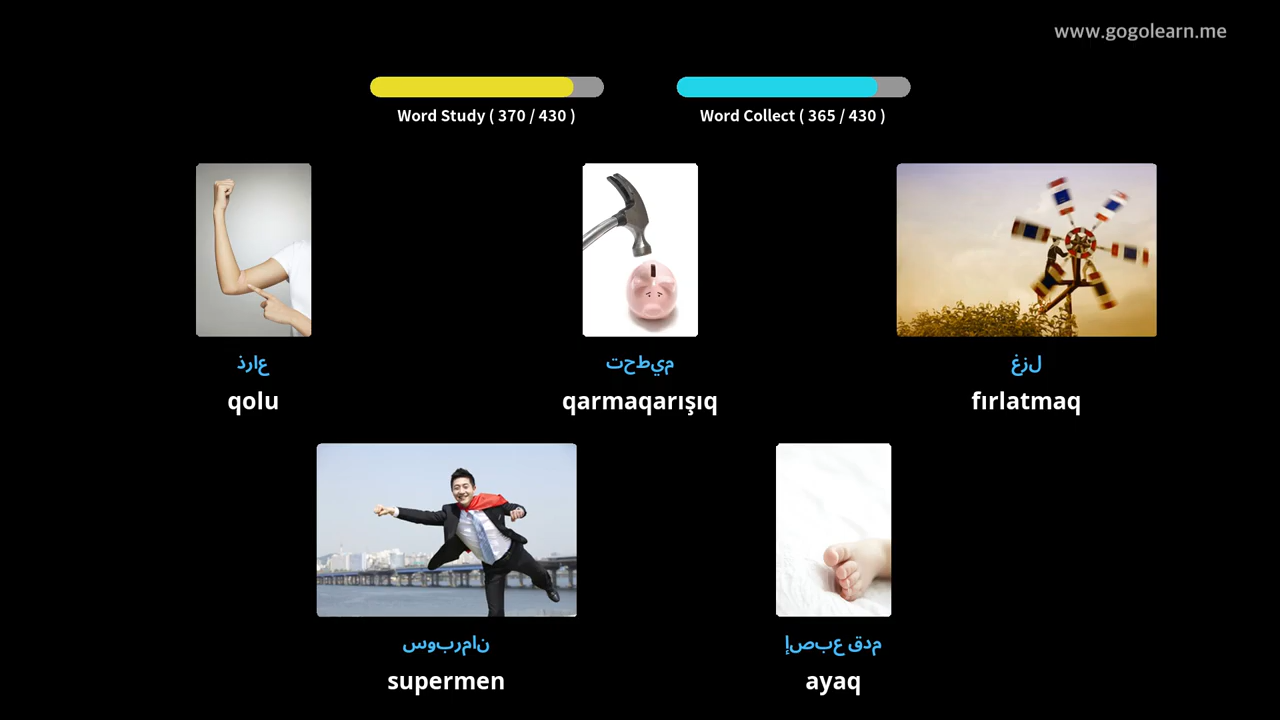 www.gogolearn.me
Word Study ( 370 / 430 )
Word Collect ( 365 / 430 )
ذراع
qolu
تحطيم
qarmaqarışıq
غزل
fırlatmaq
سوبرمان
supermen
إصبع قدم
ayaq